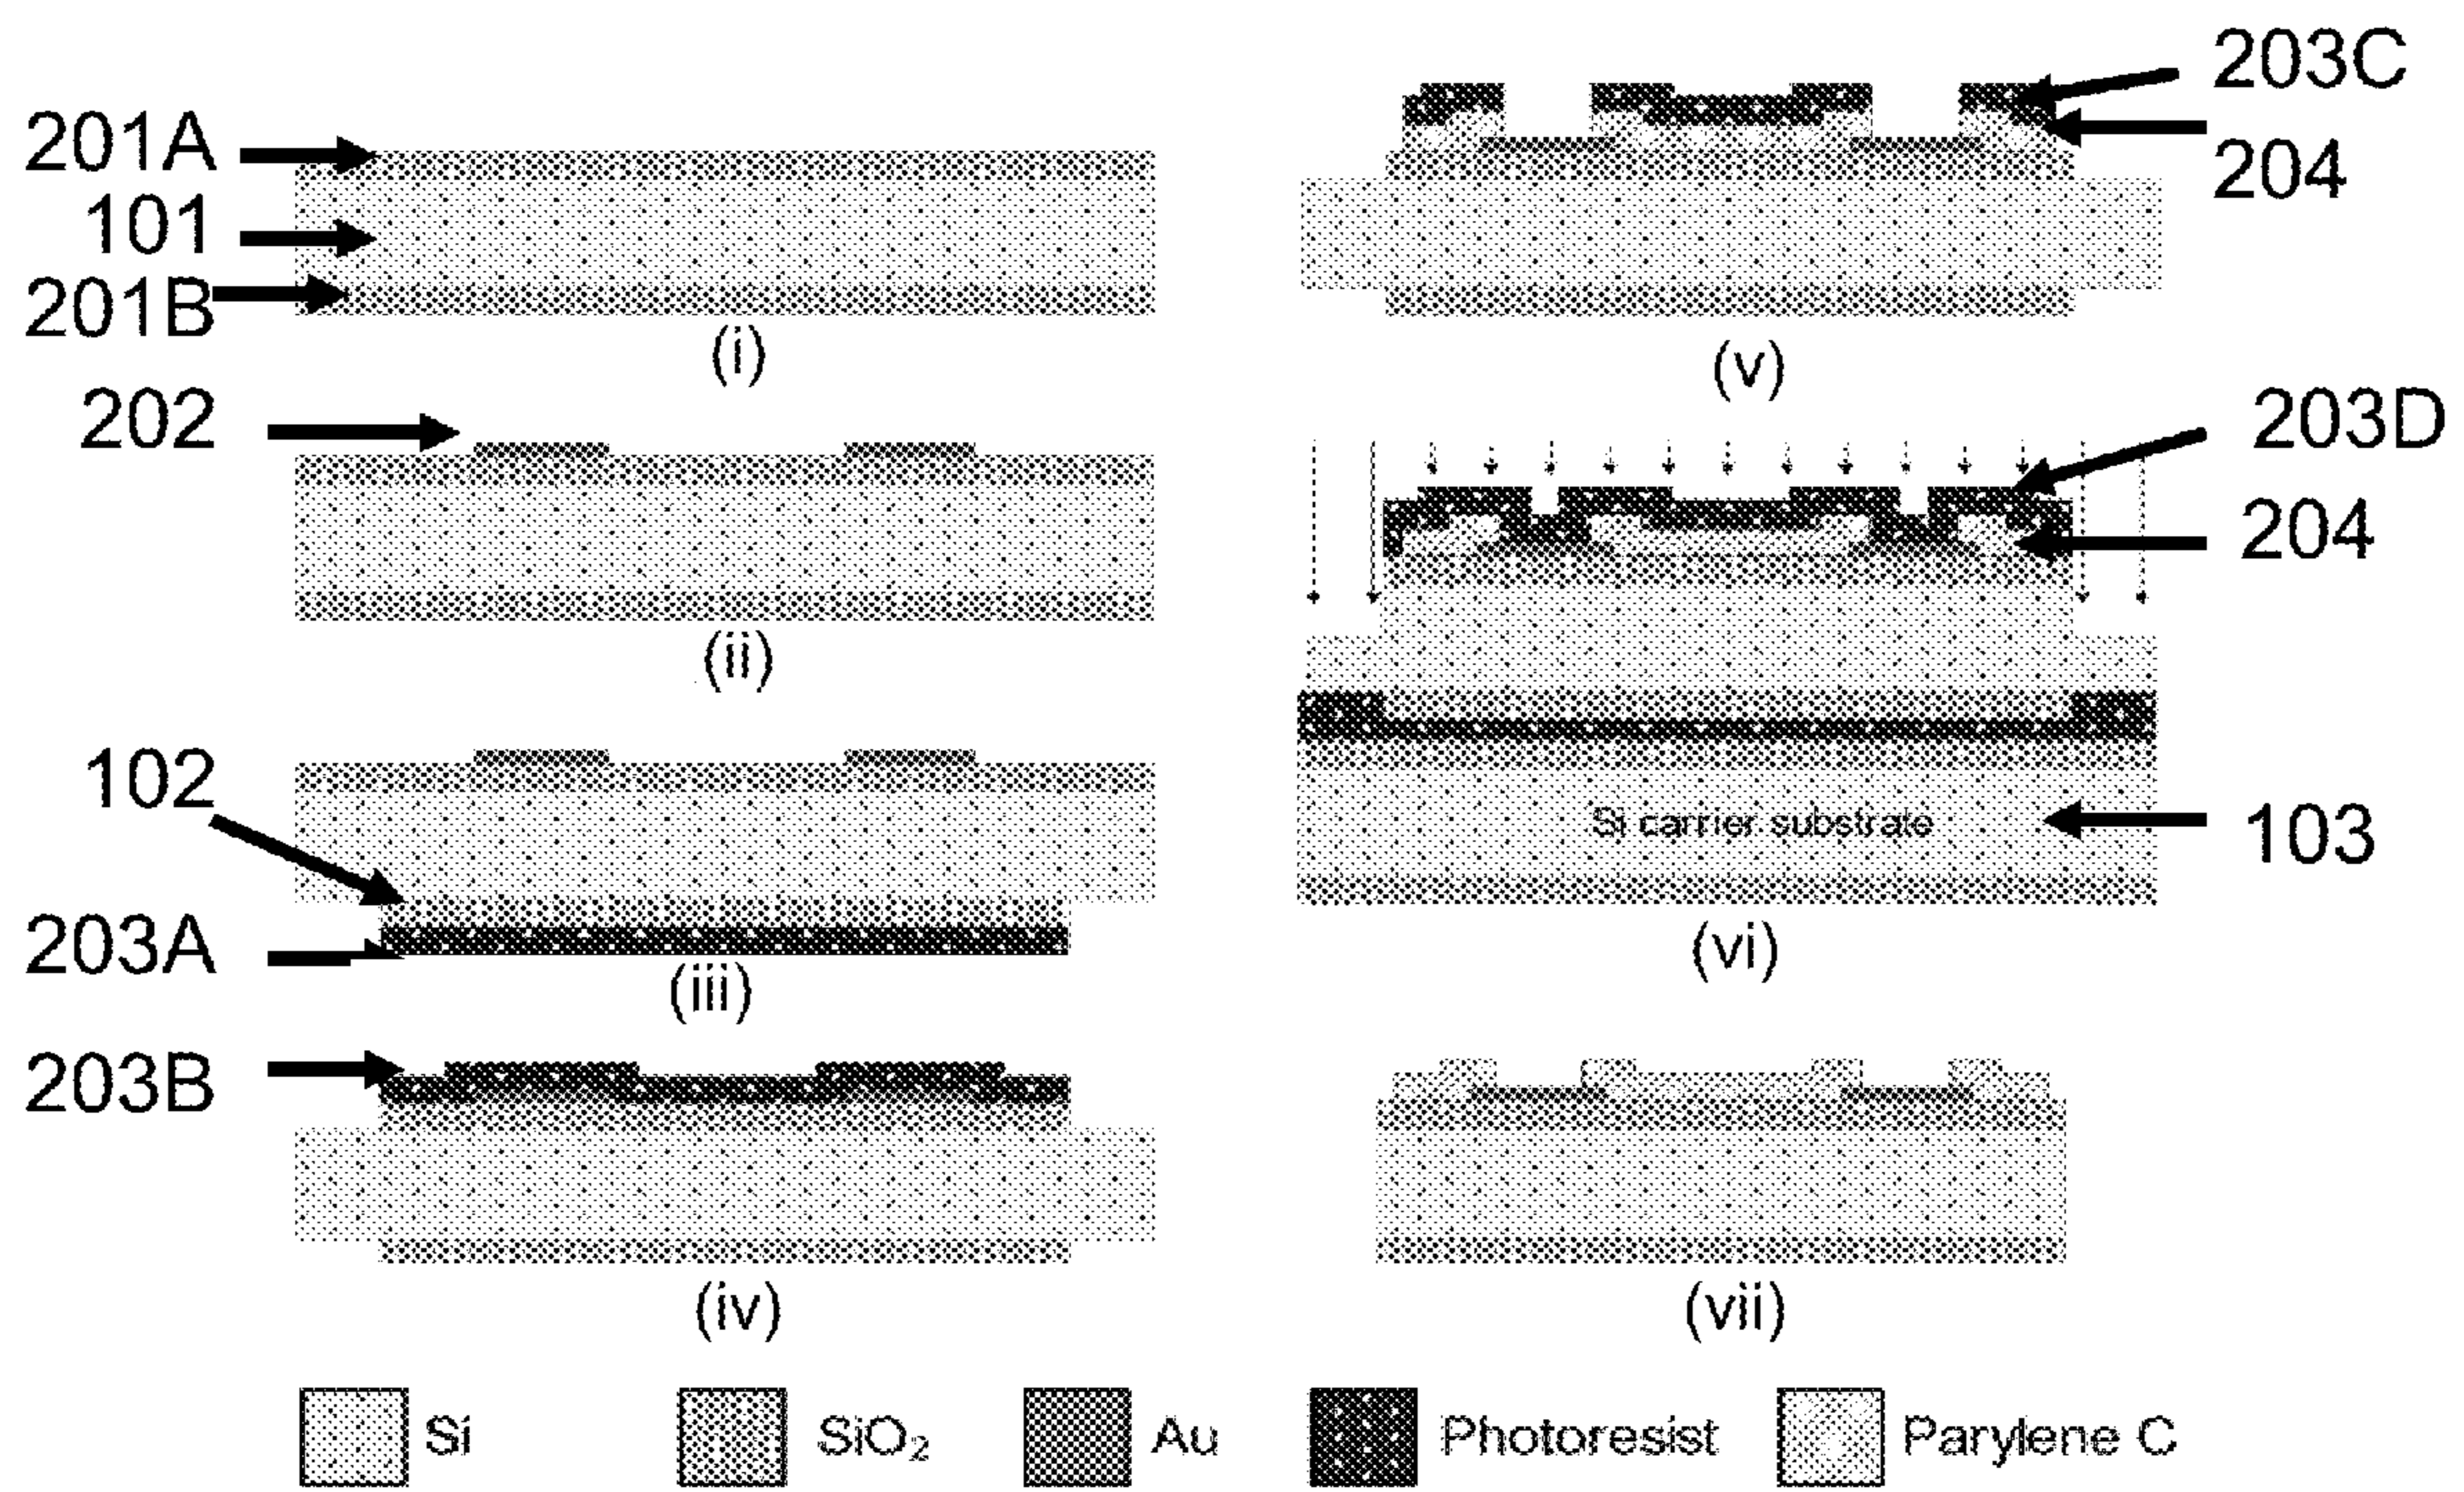 201A
101
201B
(i)
202
(ii)
102
203A
(iii)
203B
(iv)
203C
204
(v)
203D
204
Si carrier substrate
103
(vi)
(vii)
Si
SiO₂
Au
Photoresist
Parylene C